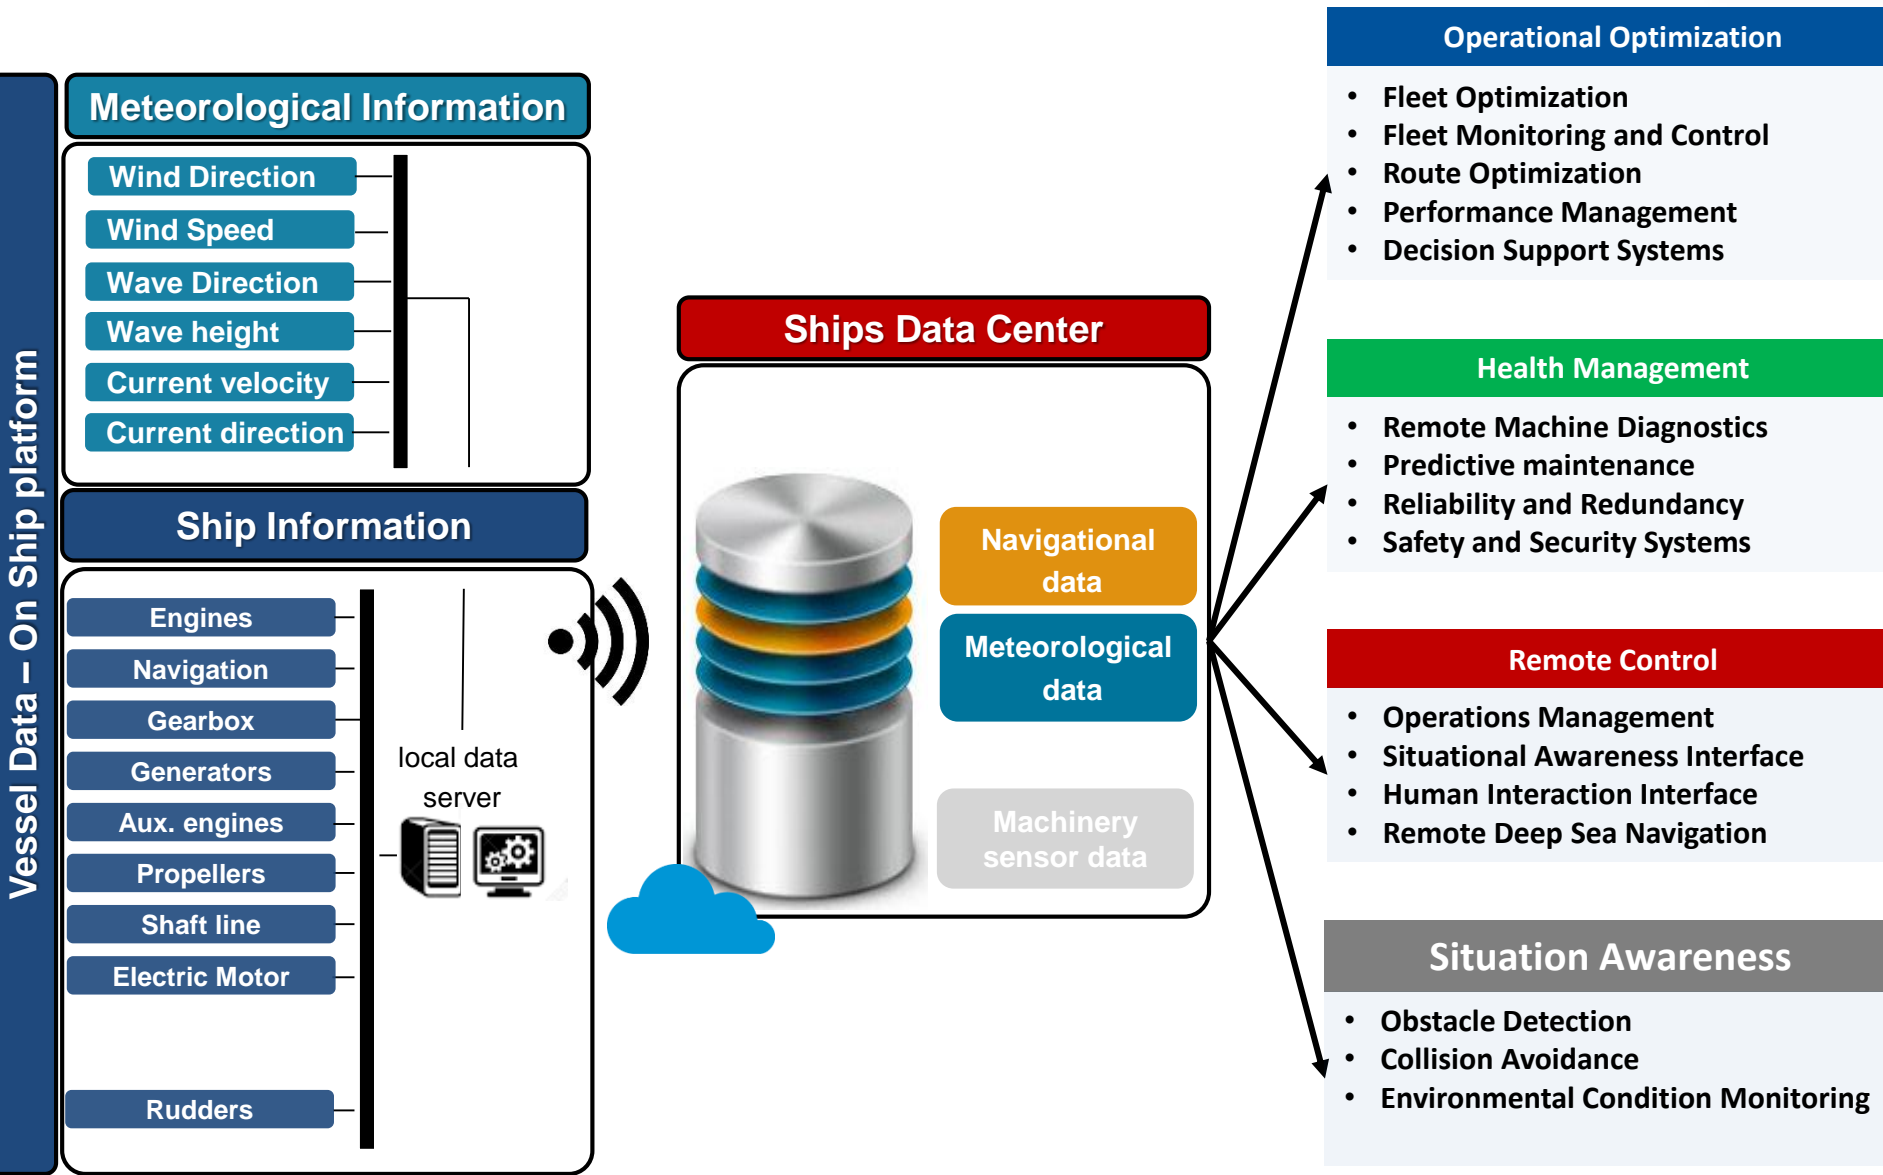 Vessel Data – On Ship platform
Meteorological Information
Wind Direction
Wind Speed
Wave Direction
Wave height
Current velocity
Current direction
Ship Information
Engines
Navigation
Gearbox
Generators
Aux. engines
Propellers
Shaft line
Electric Motor
Rudders
local data
server
Ships Data Center
Navigational
data
Meteorological
data
Machinery
sensor data
Operational Optimization
• Fleet Optimization
• Fleet Monitoring and Control
• Route Optimization
• Performance Management
• Decision Support Systems
Health Management
• Remote Machine Diagnostics
• Predictive maintenance
• Reliability and Redundancy
• Safety and Security Systems
Remote Control
• Operations Management
• Situational Awareness Interface
• Human Interaction Interface
• Remote Deep Sea Navigation
Situation Awareness
• Obstacle Detection
• Collision Avoidance
• Environmental Condition Monitoring